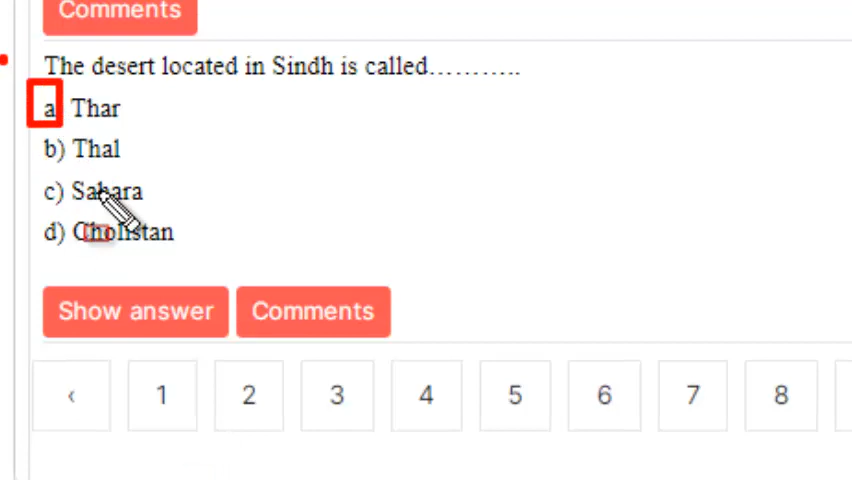 Comments
The desert located in Sindh is called………..
a) Thar
b) Thal
c) Sahara
d) Cholistan
Show answer Comments
‹ 1 2 3 4 5 6 7 8